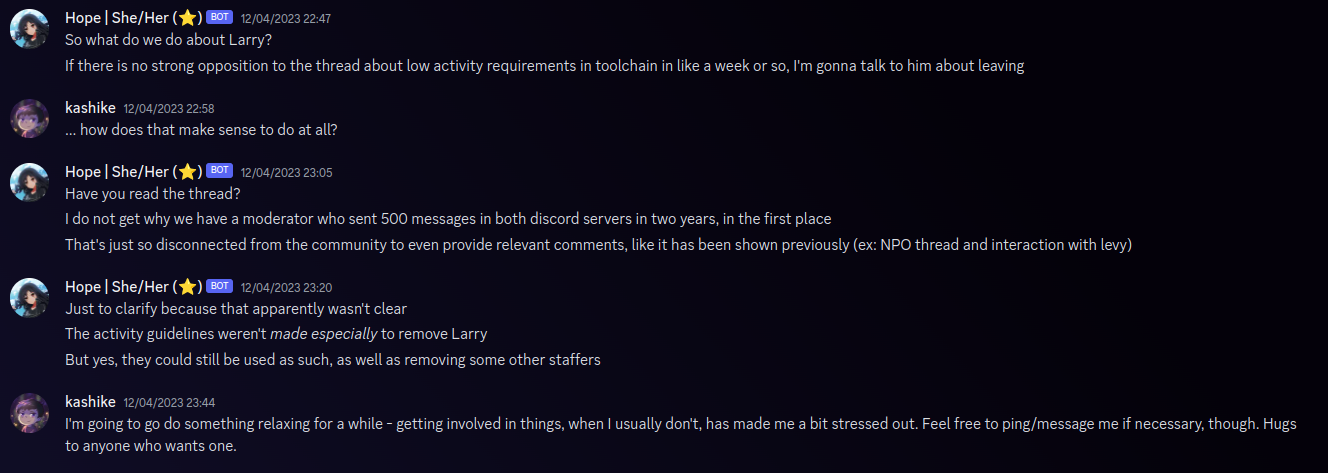 Hope | She/Her (⭐) BOT 12/04/2023 22:47
So what do we do about Larry?
If there is no strong opposition to the thread about low activity requirements in toolchain in like a week or so, I'm gonna talk to him about leaving
kashike 12/04/2023 22:58
... how does that make sense to do at all?
Hope | She/Her (⭐) BOT 12/04/2023 23:05
Have you read the thread?
I do not get why we have a moderator who sent 500 messages in both discord servers in two years, in the first place
That's just so disconnected from the community to even provide relevant comments, like it has been shown previously (ex: NPO thread and interaction with levy)
Hope | She/Her (⭐) BOT 12/04/2023 23:20
Just to clarify because that apparently wasn't clear
The activity guidelines weren't made especially to remove Larry
But yes, they could still be used as such, as well as removing some other staffers
kashike 12/04/2023 23:44
I'm going to go do something relaxing for a while - getting involved in things, when I usually don't, has made me a bit stressed out. Feel free to ping/message me if necessary, though. Hugs
to anyone who wants one.